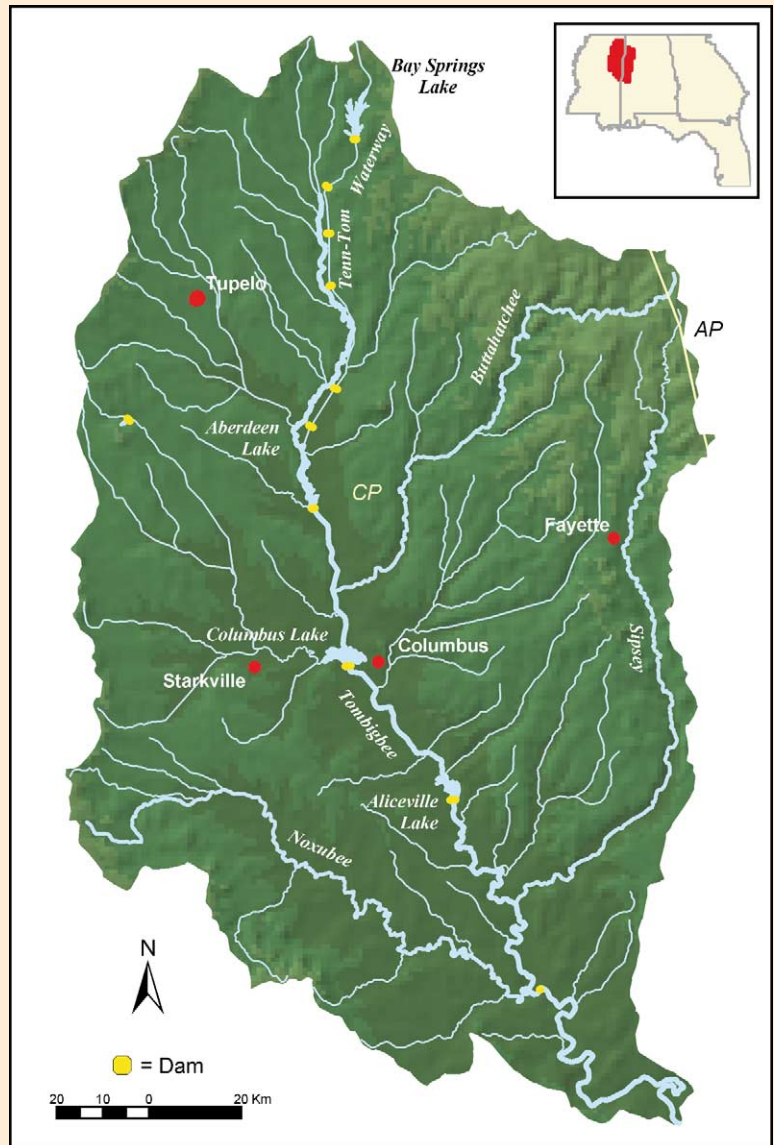 Bay Springs
Lake
Waterway
Tenn-Tom
Tupelo
Buttahatchee
AP
Aberdeen
Lake
CP
Fayette
Sipsey
Columbus Lake
Columbus
Starkville
Tombigbee
Aliceville
Lake
Noxubee
N
= Dam
20 10 0 20 Km